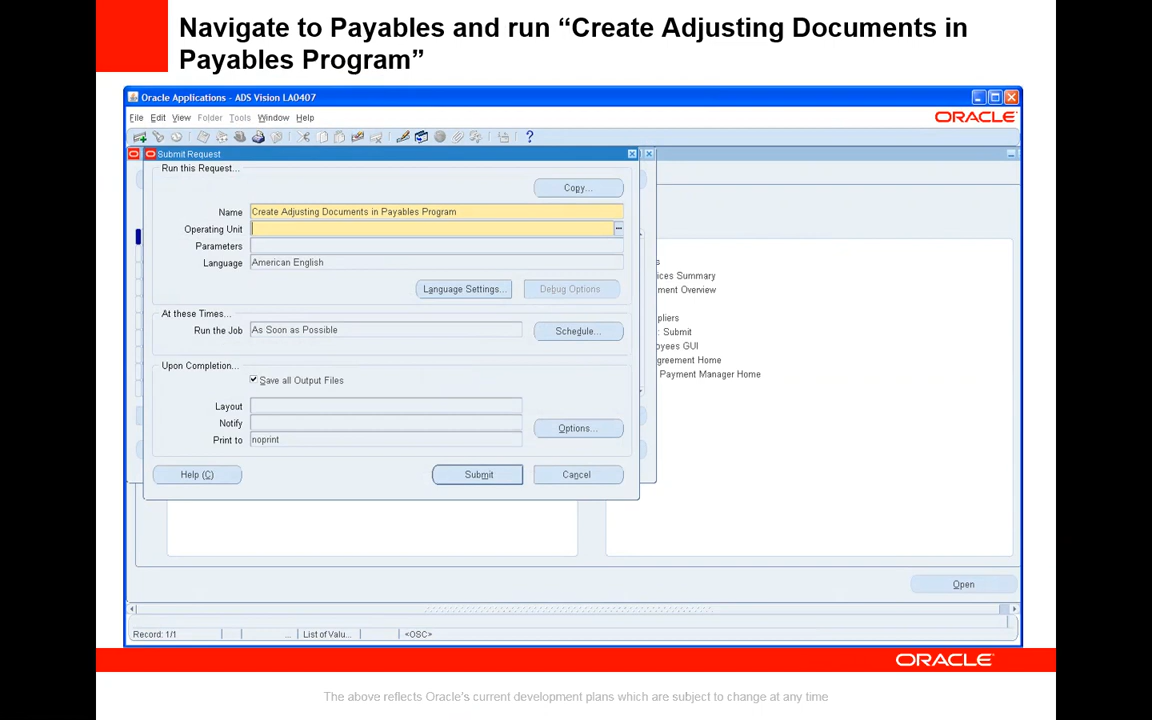 Navigate to Payables and run “Create Adjusting Documents in
Payables Program”
Oracle Applications - ADS Vision LA0407
File Edit View Folder Tools Window Help
ORACLE
Submit Request
Run this Request...
Copy...
Name Create Adjusting Documents in Payables Program
Operating Unit
Parameters
Language American English
Language Settings... Debug Options
At these Times...
Run the Job As Soon as Possible Schedule...
Upon Completion...
Save all Output Files
Layout
Notify Options...
Print to noprint
Help (C) Submit Cancel
s
ices Summary
ment Overview
pliers
: Submit
oyees GUI
greement Home
Payment Manager Home
Open
Record: 1/1 ... List of Valu... <OSC>
ORACLE
The above reflects Oracle's current development plans which are subject to change at any time